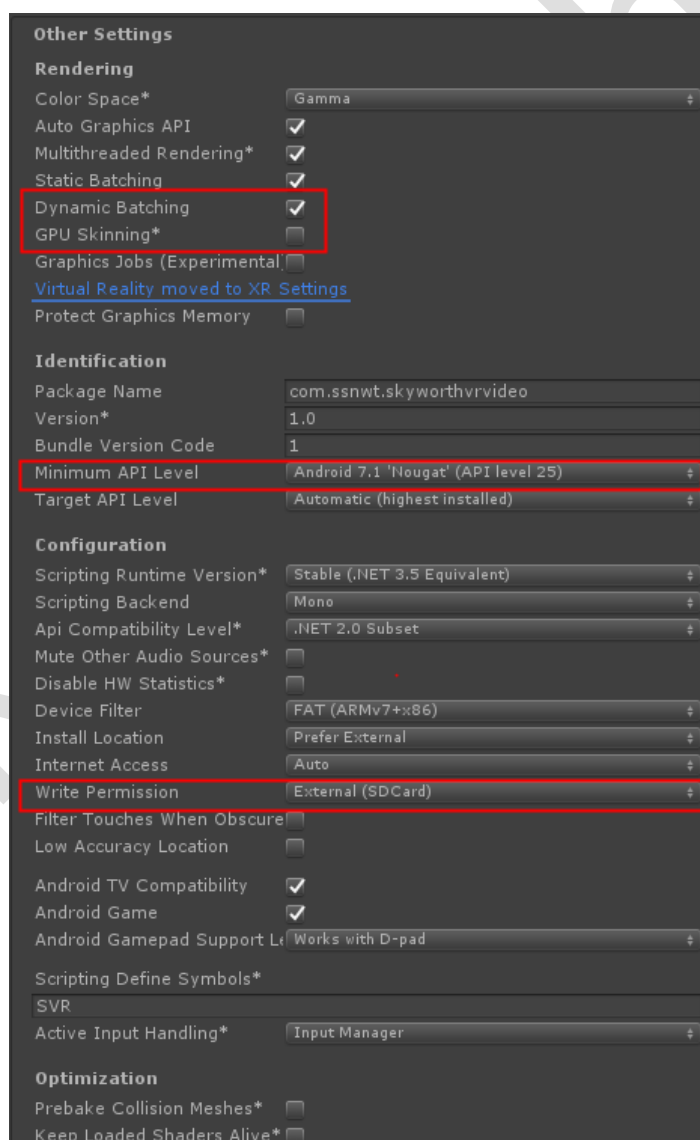 Other Settings
Rendering
Color Space* Gamma
Auto Graphics API
Multithreaded Rendering*
Static Batching
Dynamic Batching
GPU Skinning*
Graphics Jobs (Experimental)
Virtual Reality moved to XR Settings
Protect Graphics Memory
Identification
Package Name com.ssnwt.skyworthvrvideo
Version* 1.0
Bundle Version Code 1
Minimum API Level Android 7.1 'Nougat' (API level 25)
Target API Level Automatic (highest installed)
Configuration
Scripting Runtime Version* Stable (.NET 3.5 Equivalent)
Scripting Backend Mono
Api Compatibility Level* .NET 2.0 Subset
Mute Other Audio Sources*
Disable HW Statistics*
Device Filter FAT (ARMv7+x86)
Install Location Prefer External
Internet Access Auto
Write Permission External (SDCard)
Filter Touches When Obscure
Low Accuracy Location
Android TV Compatibility
Android Game
Android Gamepad Support Le Works with D-pad
Scripting Define Symbols*
SVR
Active Input Handling* Input Manager
Optimization
Prebake Collision Meshes*
Keep Loaded Shaders Alive*